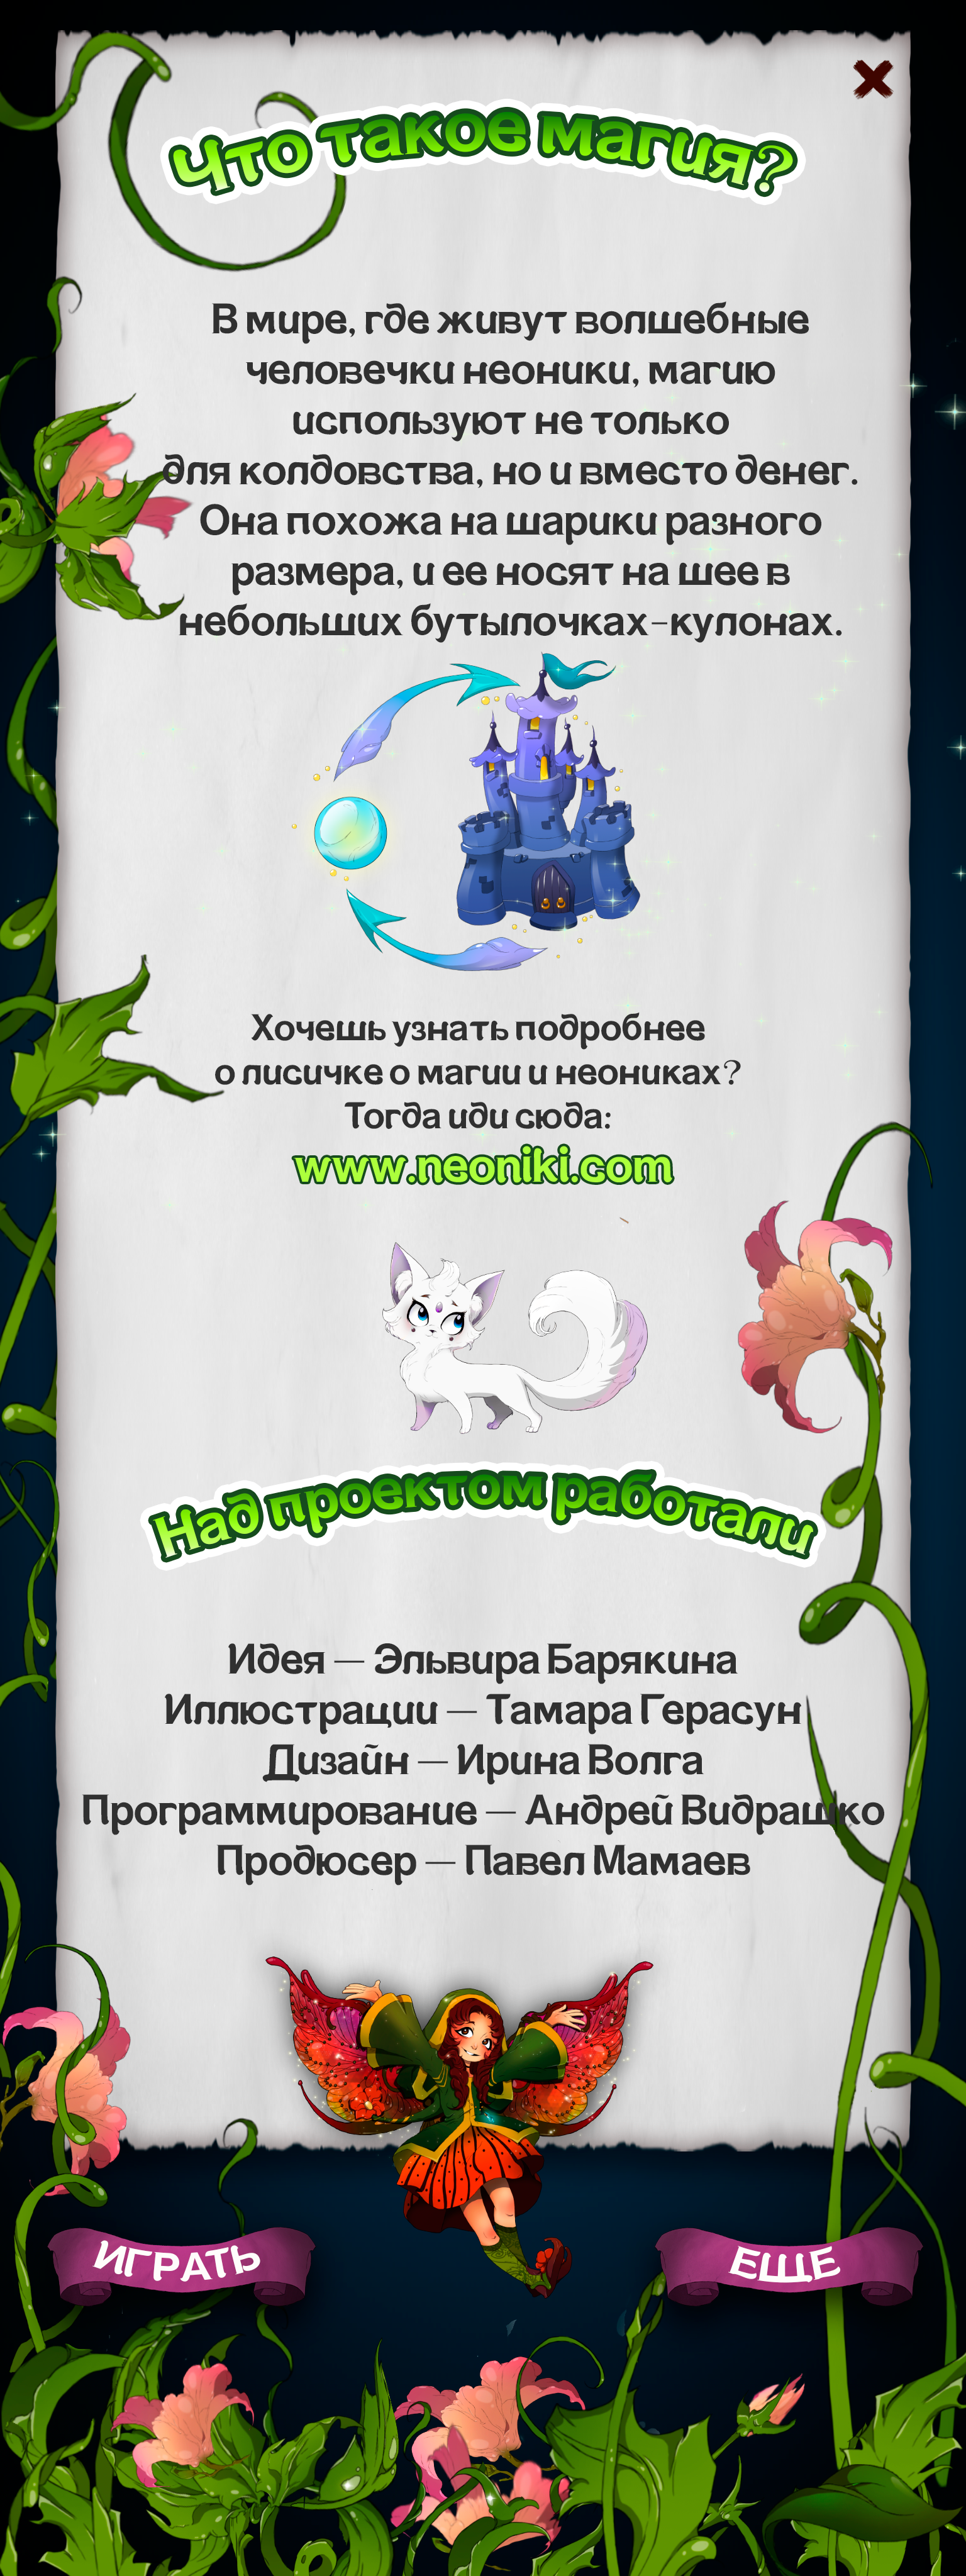 Что такое магия?
В мире, где живут волшебные
человечки неоники, магию
используют не только
для колдовства, но и вместо денег.
Она похожа на шарики разного
размера, и ее носят на шее в
небольших бутылочках-кулонах.
Хочешь узнать подробнее
о лисичке о магии и неониках?
Тогда иди сюда:
www.neoniki.com
Над проектом работали
Идея — Эльвира Барякина
Иллюстрации — Тамара Герасун
Дизайн — Ирина Волга
Программирование — Андрей Видрашко
Продюсер — Павел Мамаев
ИГРАТЬ
ЕЩЕ